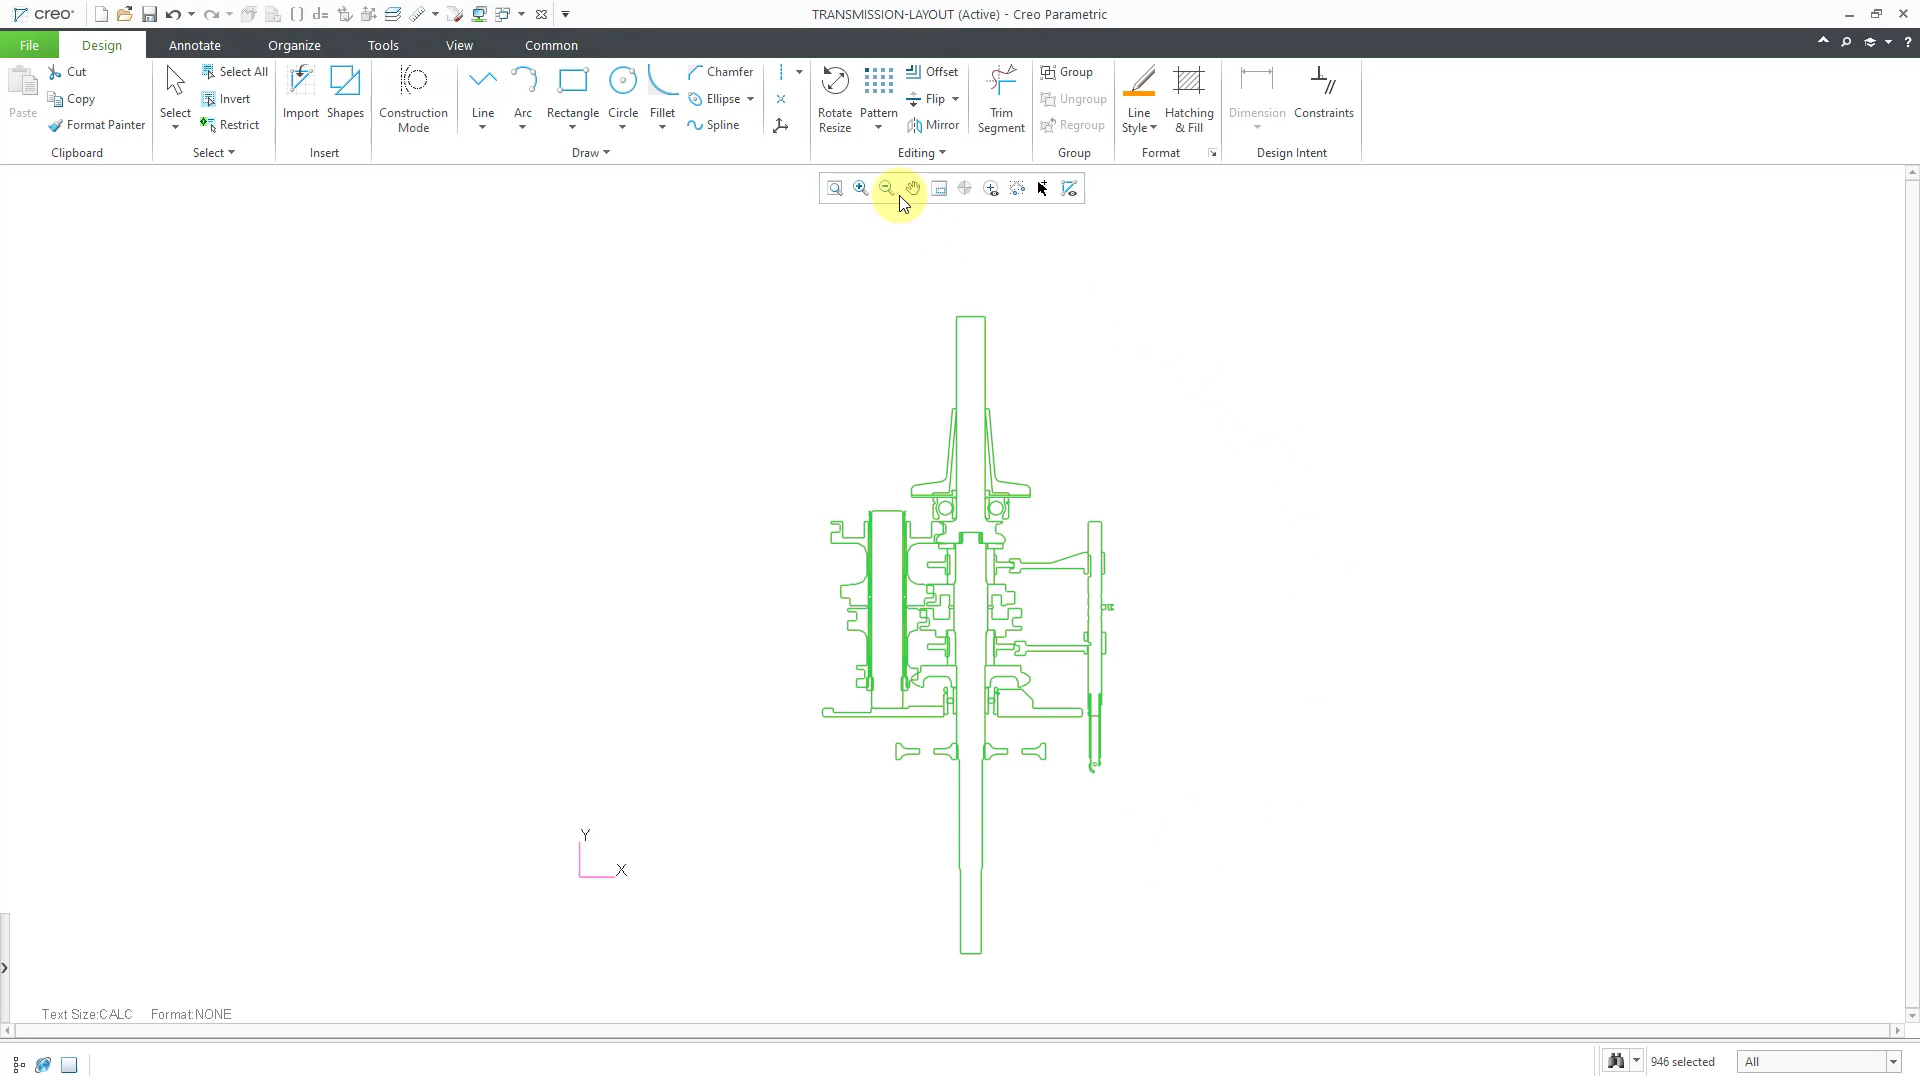 creo®
TRANSMISSION-LAYOUT (Active) - Creo Parametric
File
Design
Annotate
Organize
Tools
View
Common
Paste
Cut
Copy
Format Painter
Clipboard
Select
Select All
Invert
Restrict
Select
Import
Shapes
Insert
Construction
Mode
Line
Arc
Rectangle
Circle
Fillet
Chamfer
Ellipse
Spline
Draw
Rotate
Resize
Pattern
Offset
Flip
Mirror
Trim
Segment
Editing
Group
Ungroup
Regroup
Group
Line
Style
Hatching
& Fill
Format
Dimension
Constraints
Design Intent
Y
X
Text Size:CALC Format:NONE
946 selected
All